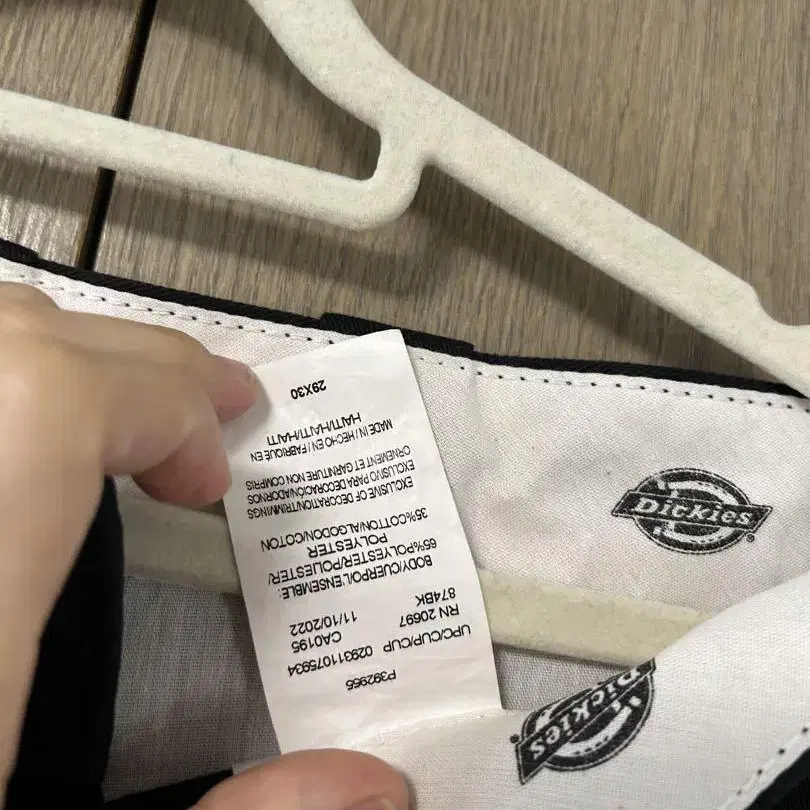 P392965
UPC/CUP/CUP 029311075934
RN 20697 CA0195
874BK 11/10/2022
BODY/CUERPO/L ENSEMBLE:
65%POLYESTER/POLIESTER/
POLYESTER
35%COTTON/ALGODON/COTON
EXCLUSIVE OF DECORATION/TRIMMINGS
EXCLUSIVO PARA DECORACIÓN/ADORNOS
ORNEMENT ET GARNITURE NON COMPRIS
MADE IN / HECHO EN / FABRIQUE EN
HAITI/HAITI/HAITI
29X30
Dickies
Dickies